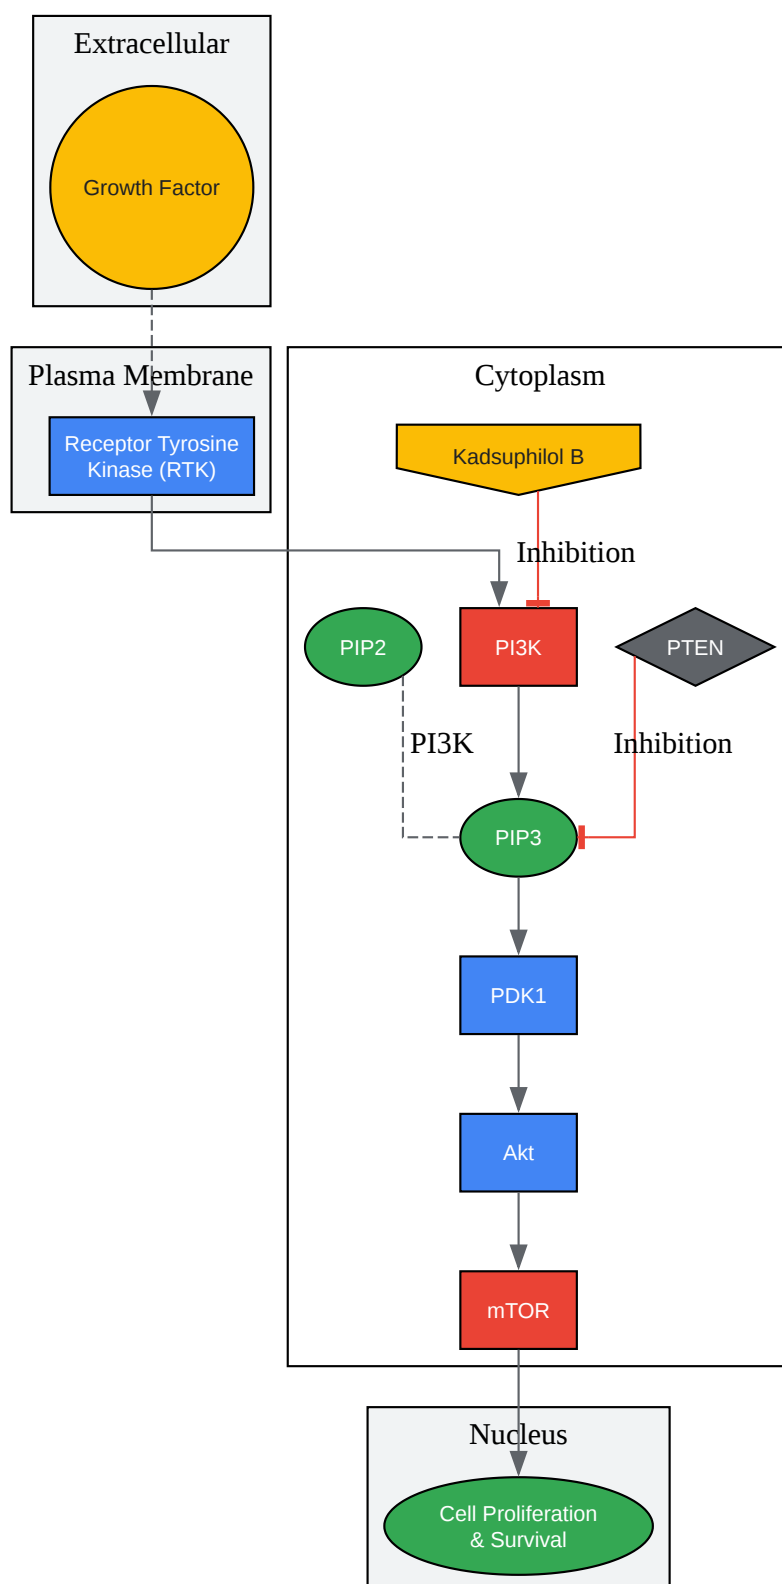 Extracellular
Growth Factor
Plasma Membrane
Receptor Tyrosine
Kinase (RTK)
Cytoplasm
Kadsuphilol B
Inhibition
PIP2
PI3K
PTEN
PI3K
Inhibition
PIP3
PDK1
Akt
mTOR
Nucleus
Cell Proliferation
& Survival